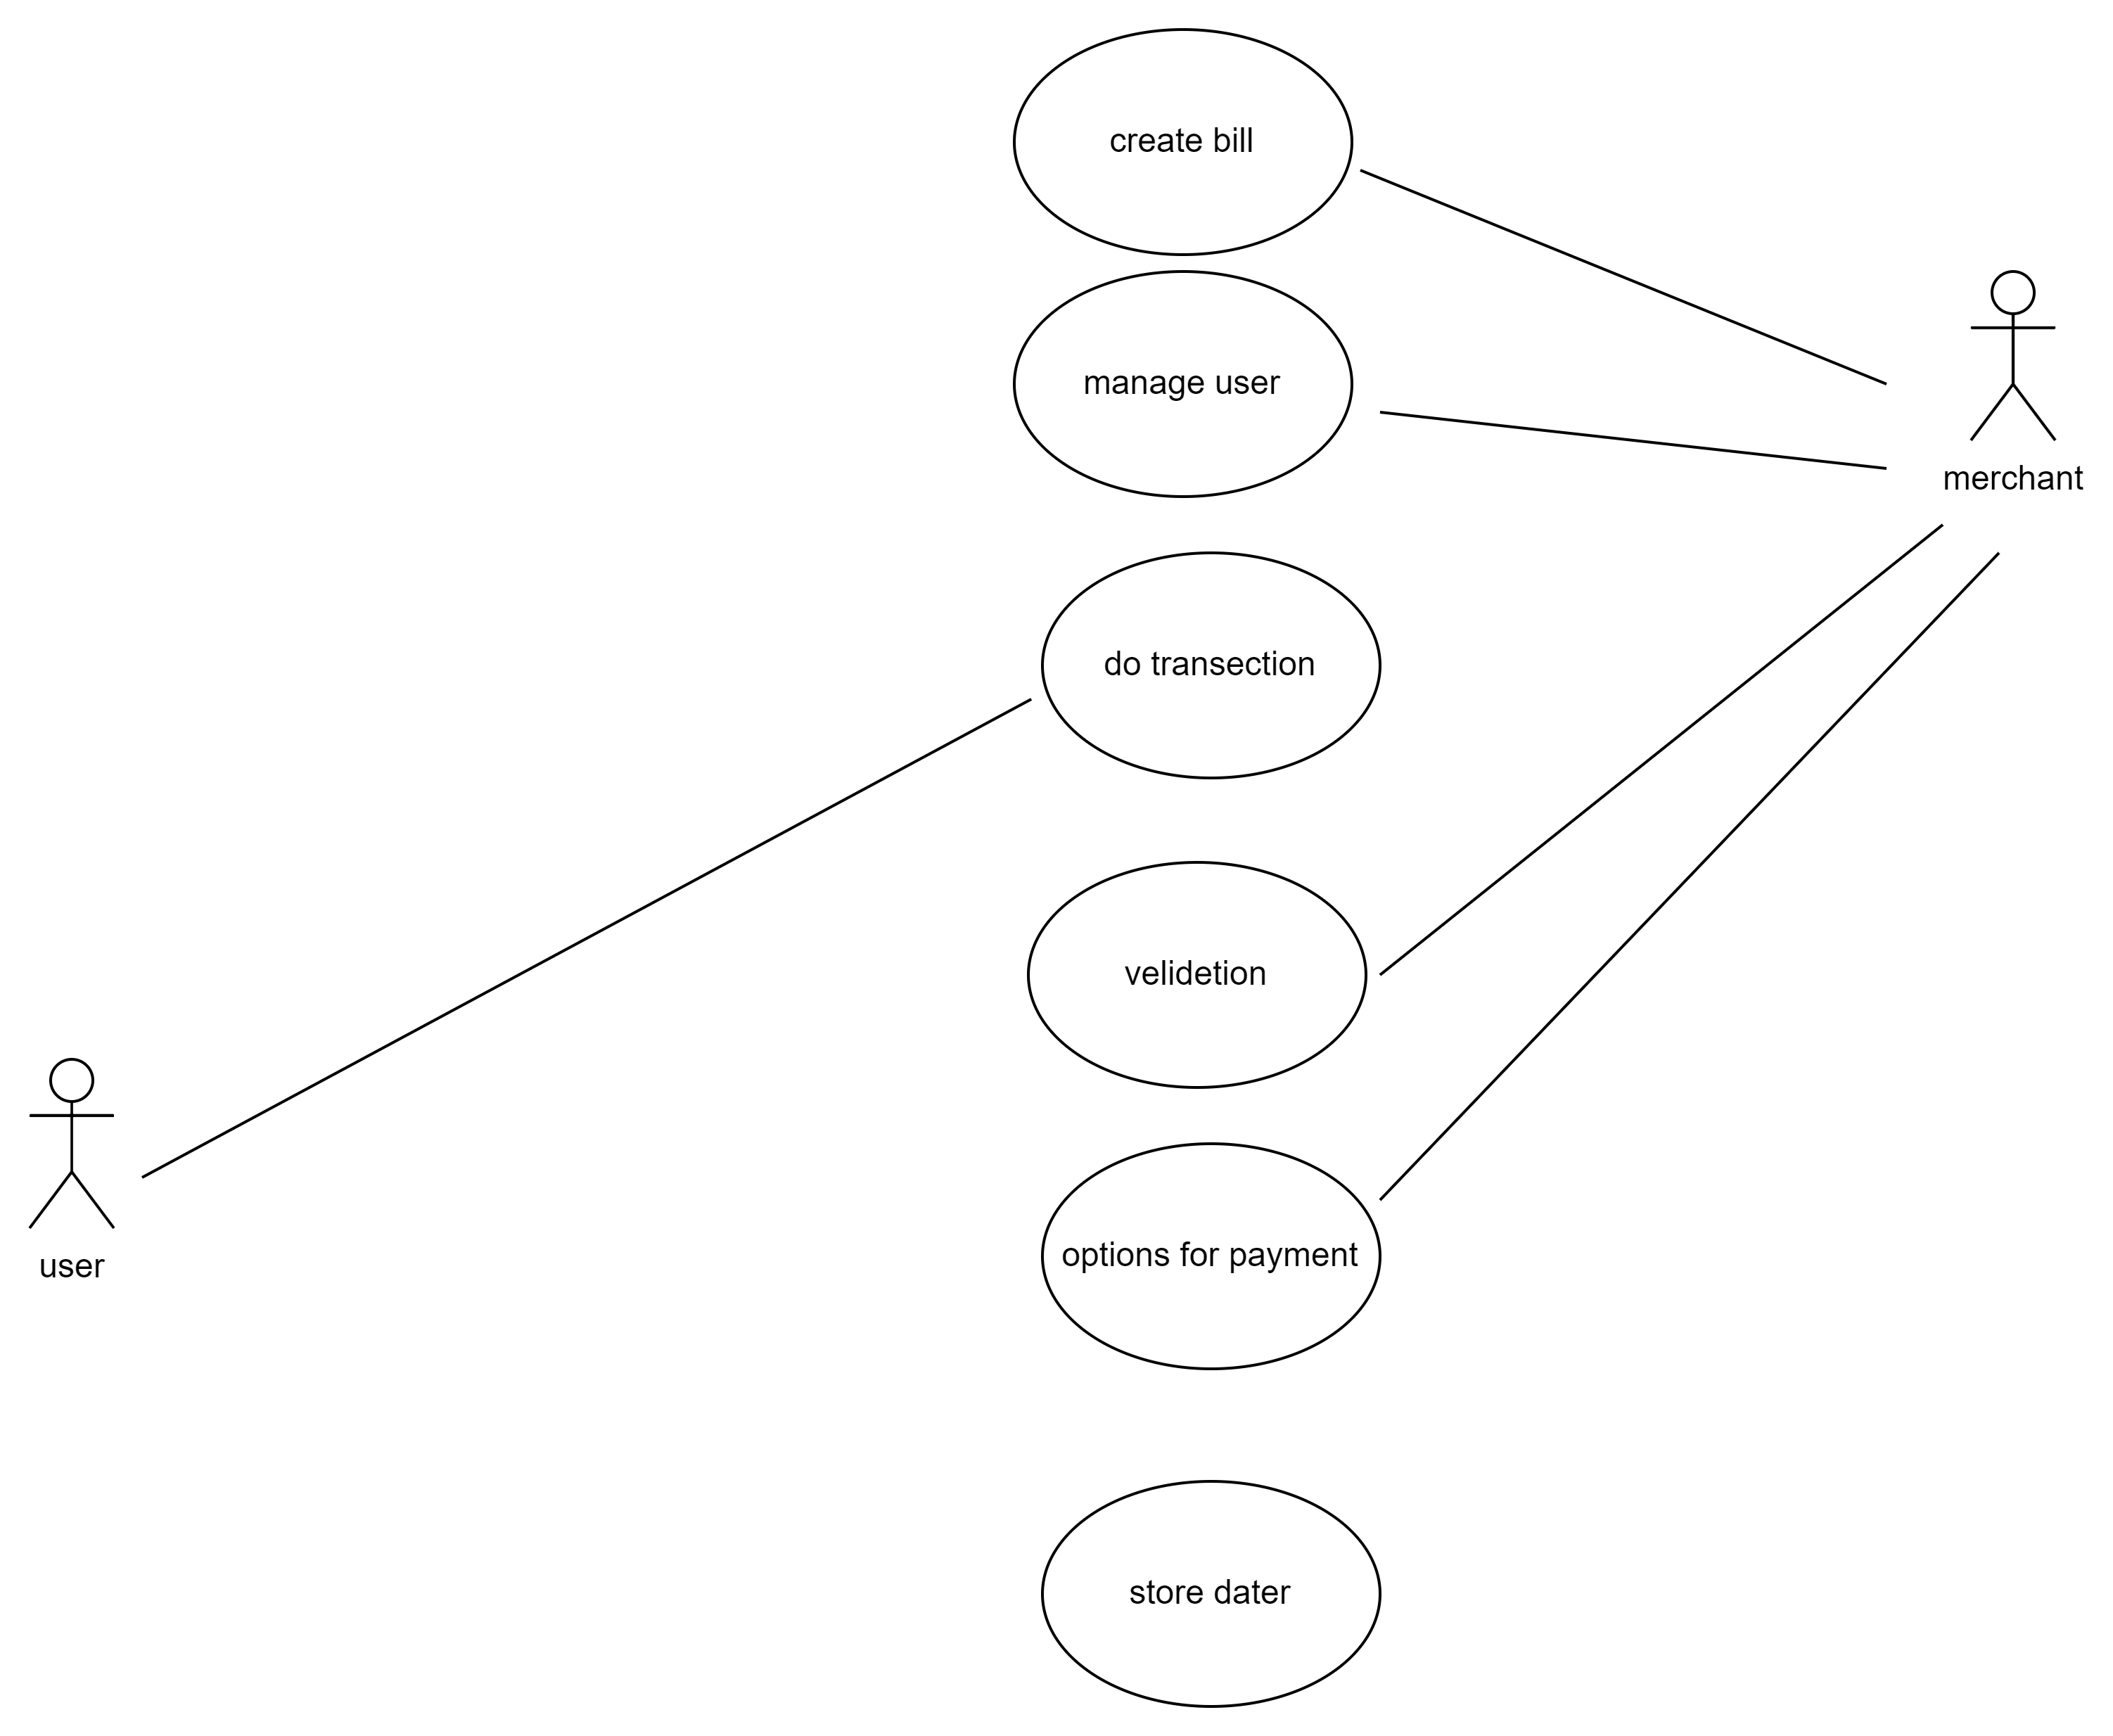 create bill
manage user
merchant
do transection
velidetion
user
options for payment
store dater